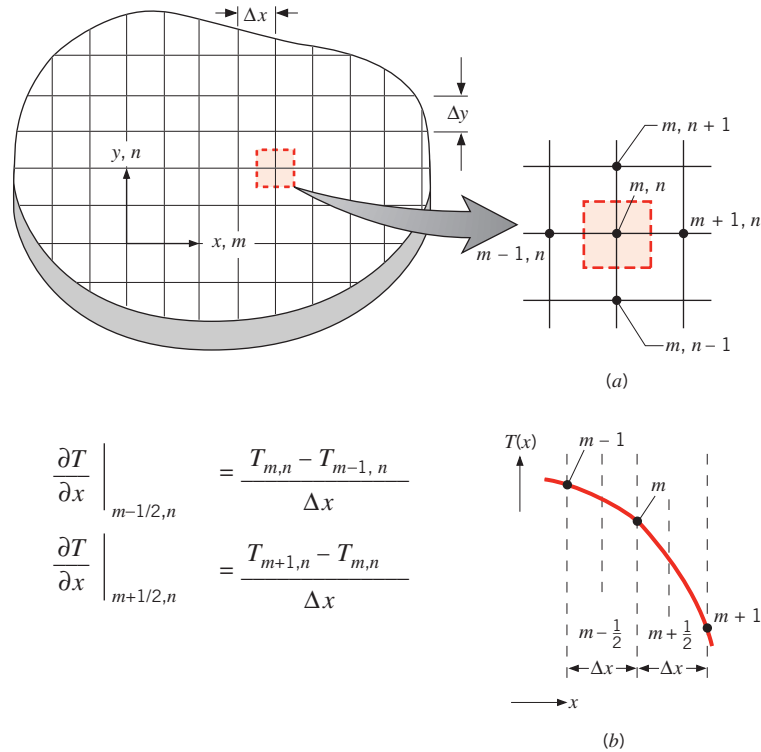 Δx
Δy
y, n
x, m
m, n + 1
m, n
m + 1, n
m − 1, n
m, n − 1
(a)
∂T/∂x |m−1/2,n = (Tm,n − Tm−1, n)/Δx
∂T/∂x |m+1/2,n = (Tm+1,n − Tm,n)/Δx
T(x)
m − 1
m
m + 1
m − 1/2
m + 1/2
Δx
Δx
x
(b)